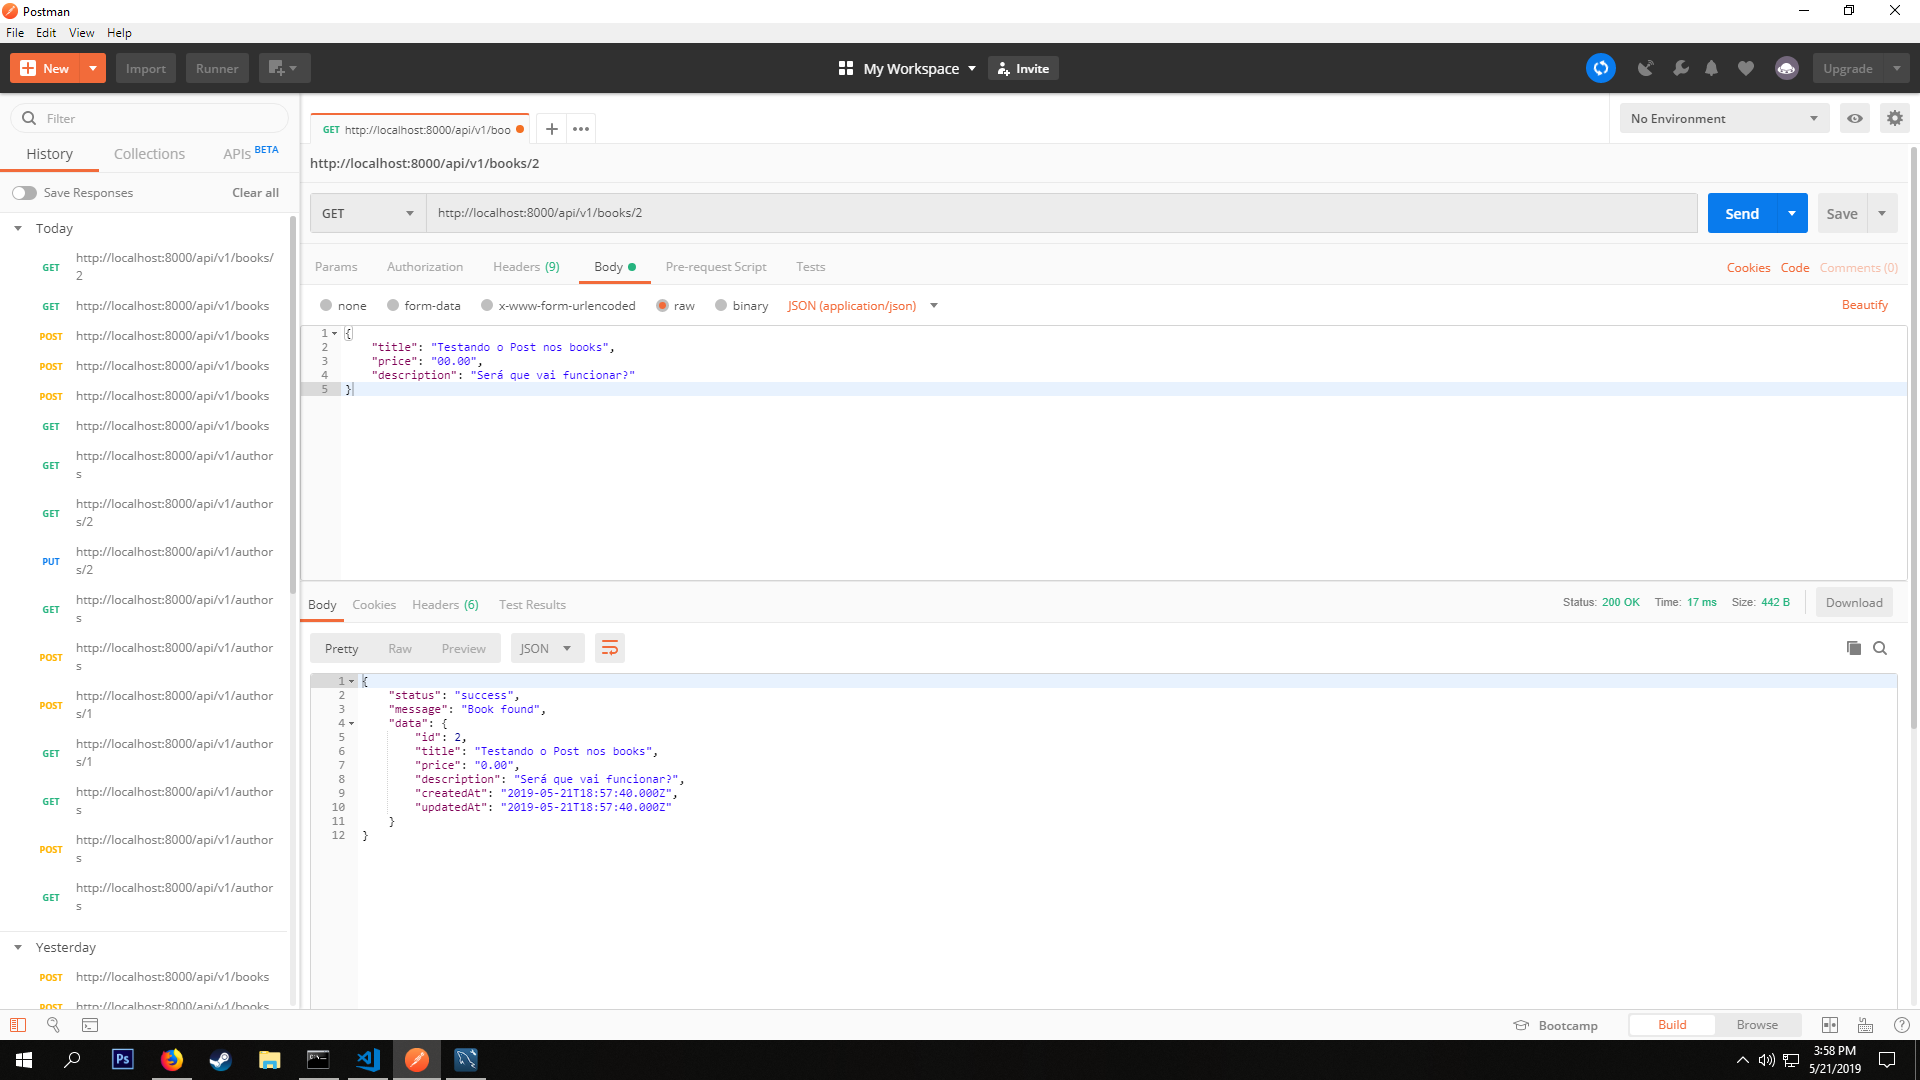 Postman
File Edit View Help
New Import Runner My Workspace Invite Upgrade
Filter
History Collections APIs BETA
Save Responses Clear all
Today
GET http://localhost:8000/api/v1/books/
2
GET http://localhost:8000/api/v1/books
POST http://localhost:8000/api/v1/books
POST http://localhost:8000/api/v1/books
POST http://localhost:8000/api/v1/books
GET http://localhost:8000/api/v1/books
GET http://localhost:8000/api/v1/author
s
GET http://localhost:8000/api/v1/author
s/2
PUT http://localhost:8000/api/v1/author
s/2
GET http://localhost:8000/api/v1/author
s
POST http://localhost:8000/api/v1/author
s
POST http://localhost:8000/api/v1/author
s/1
GET http://localhost:8000/api/v1/author
s/1
GET http://localhost:8000/api/v1/author
s
POST http://localhost:8000/api/v1/author
s
GET http://localhost:8000/api/v1/author
s
Yesterday
POST http://localhost:8000/api/v1/books
POST http://localhost:8000/api/v1/books
GET http://localhost:8000/api/v1/boo + ••• No Environment
http://localhost:8000/api/v1/books/2
GET http://localhost:8000/api/v1/books/2 Send Save
Params Authorization Headers (9) Body Pre-request Script Tests Cookies Code Comments (0)
none form-data x-www-form-urlencoded raw binary JSON (application/json) Beautify
1 {
2 "title": "Testando o Post nos books",
3 "price": "00.00",
4 "description": "Será que vai funcionar?"
5 }
Body Cookies Headers (6) Test Results Status: 200 OK Time: 17 ms Size: 442 B Download
Pretty Raw Preview JSON
1 {
2 "status": "success",
3 "message": "Book found",
4 "data": {
5 "id": 2,
6 "title": "Testando o Post nos books",
7 "price": "0.00",
8 "description": "Será que vai funcionar?",
9 "createdAt": "2019-05-21T18:57:40.000Z",
10 "updatedAt": "2019-05-21T18:57:40.000Z"
11 }
12 }
Bootcamp Build Browse
Ps
3:58 PM
5/21/2019